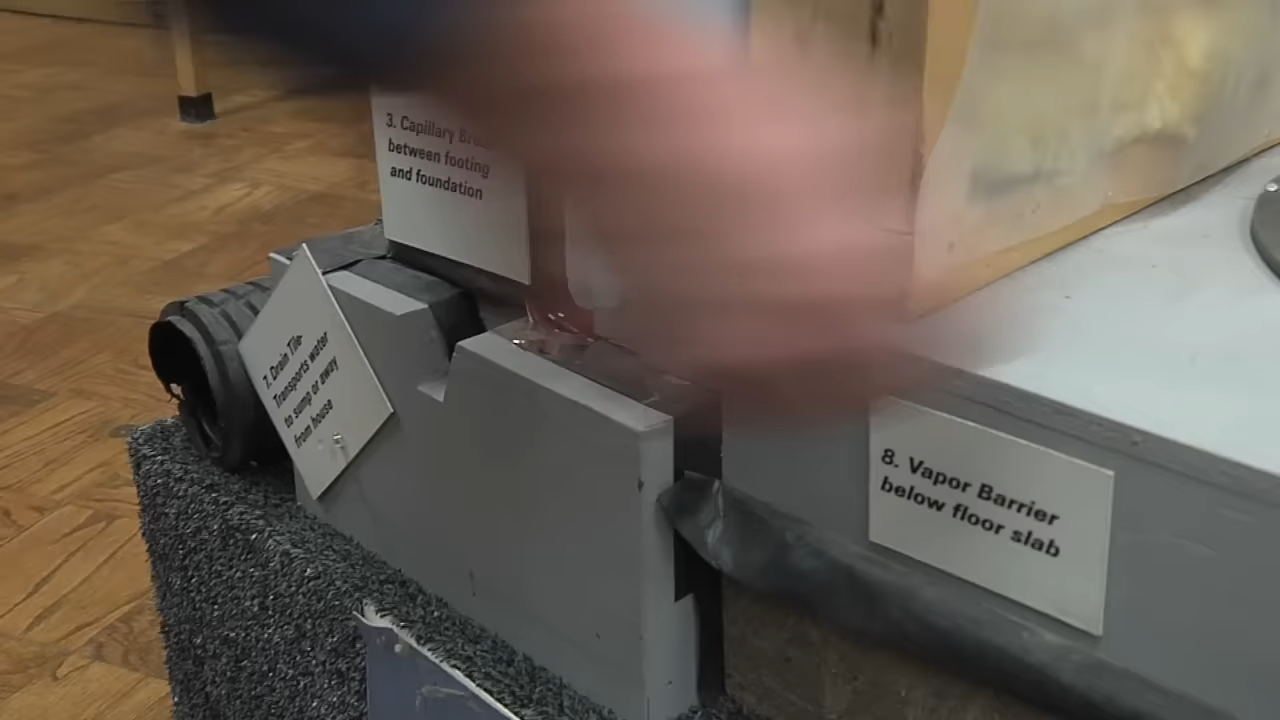 3. Capillary
between footing
and foundation
7. Drain Tile-
Transports water
to sump or away
from house
8. Vapor Barrier
below floor slab